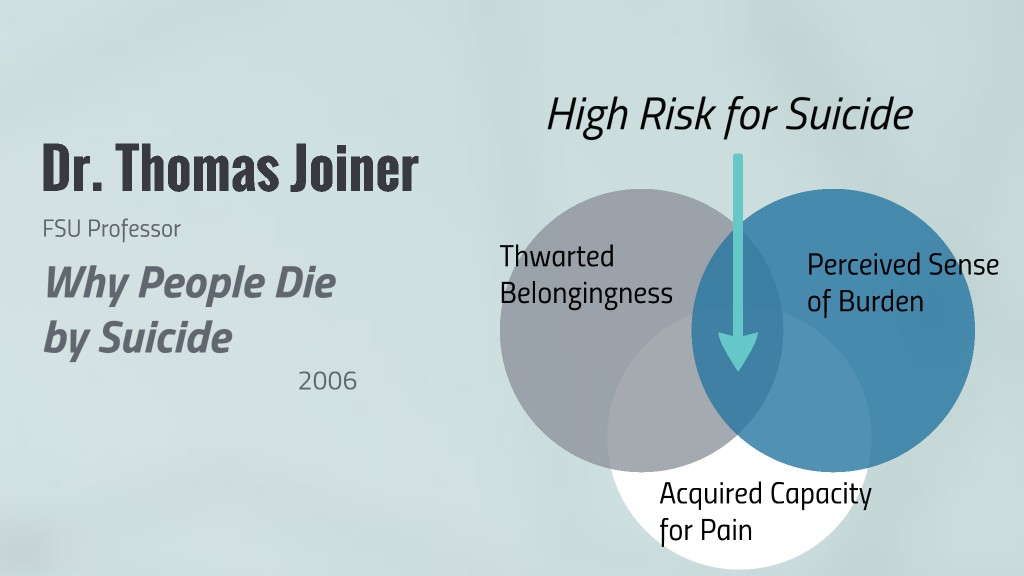 Dr. Thomas Joiner
FSU Professor
Why People Die
by Suicide
2006
High Risk for Suicide
Thwarted
Belongingness
Perceived Sense
of Burden
Acquired Capacity
for Pain